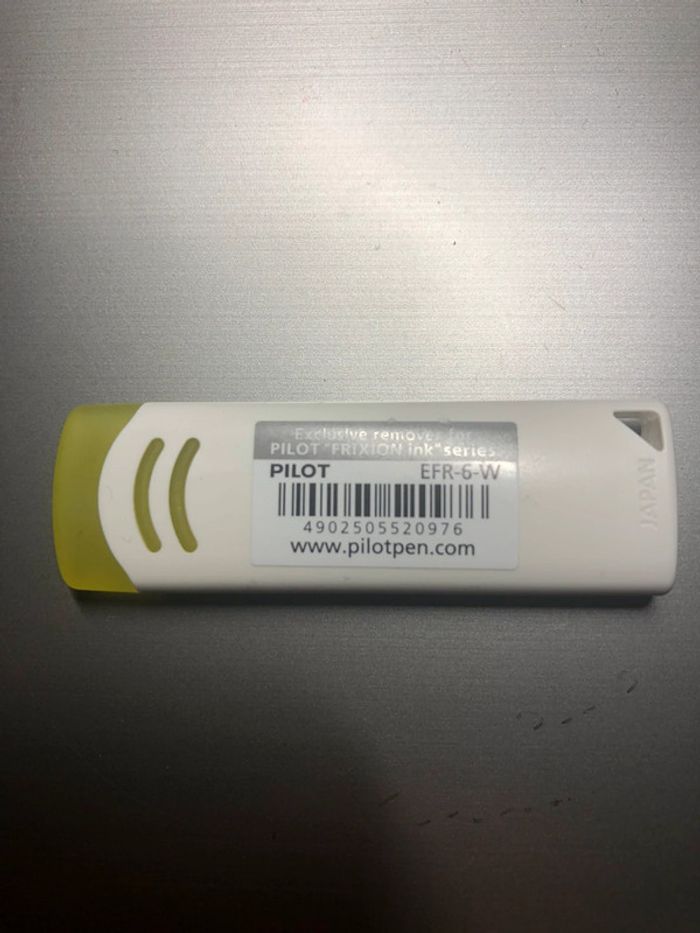 Exclusive remover for
PILOT "FRIXION ink" series
PILOT EFR-6-W
4902505520976
www.pilotpen.com
JAPAN